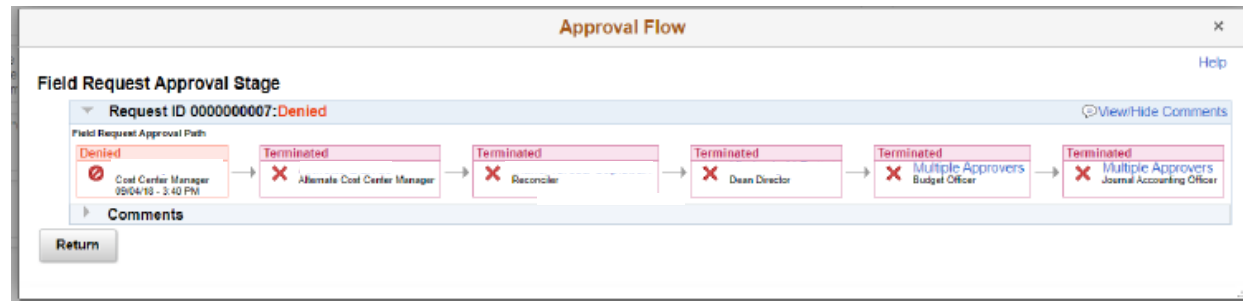 Approval Flow
×
Help
Field Request Approval Stage
Request ID 0000000007:Denied
View/Hide Comments
Field Request Approval Path
Denied
Cost Center Manager
09/04/18 - 3:40 PM
Terminated
Alternate Cost Center Manager
Terminated
Reconciler
Terminated
Dean Director
Terminated
Multiple Approvers
Budget Officer
Terminated
Multiple Approvers
Journal Accounting Officer
Comments
Return